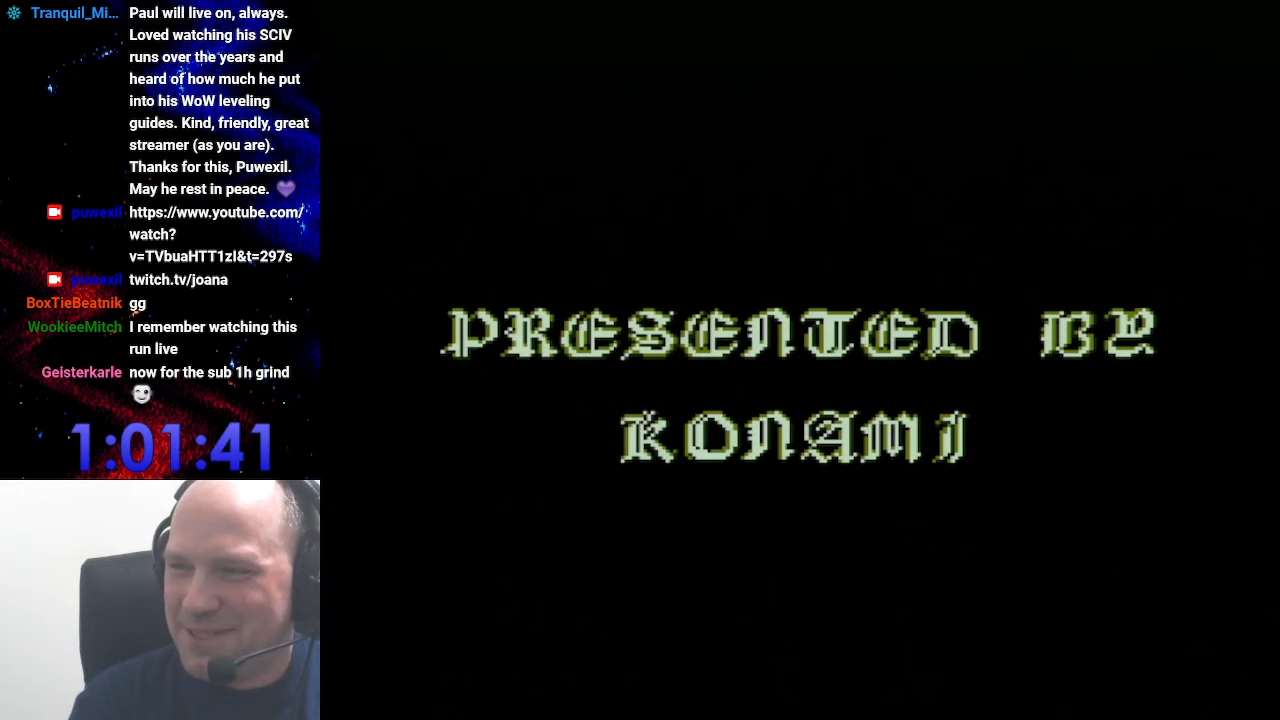 Tranquil_Mi... Paul will live on, always.
Loved watching his SCIV
runs over the years and
heard of how much he put
into his WoW leveling
guides. Kind, friendly, great
streamer (as you are).
Thanks for this, Puwexil.
May he rest in peace.
puwexil https://www.youtube.com/
watch?
v=TVbuaHTT1zI&t=297s
puwexil twitch.tv/joana
BoxTieBeatnik gg
WookieeMitch I remember watching this
run live
Geisterkarle now for the sub 1h grind
1:01:41
PRESENTED BY
KONAMI